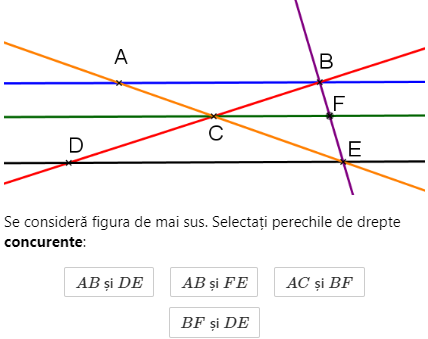 A
B
F
C
D
E
Se consideră figura de mai sus. Selectați perechile de drepte
concurente:
AB și DE
AB și FE
AC și BF
BF și DE